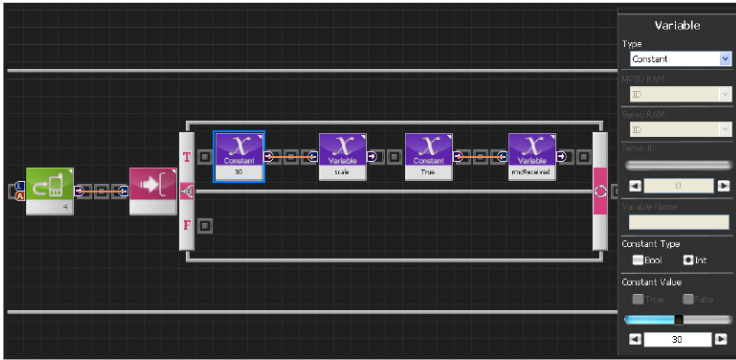 Variable
Type
Constant
MPSU RAM
ID
Servo RAM
ID
Servo ID
0
Variable Name
Constant Type
Bool Int
Constant Value
True False
30
L
A
4
T
F
x
Constant
30
x
Variable
scale
x
Constant
True
x
Variable
rmcReceived